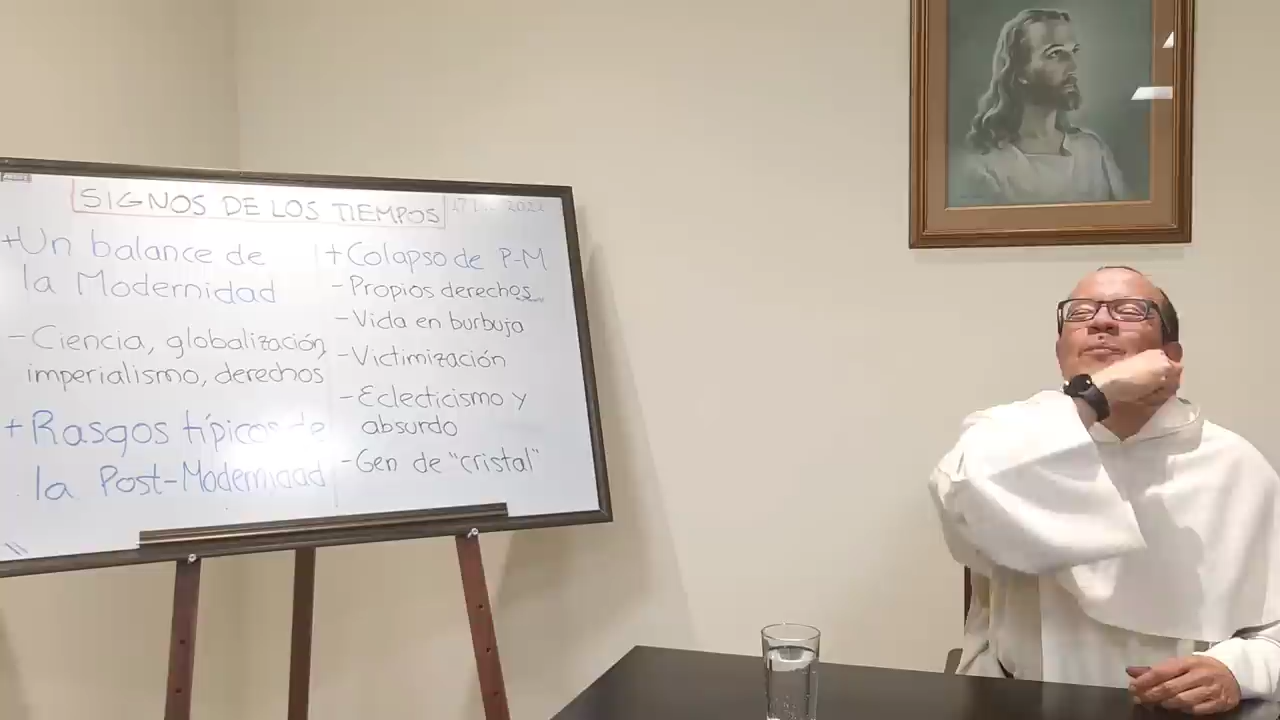 SIGNOS DE LOS TIEMPOS
+Un balance de
la Modernidad
-Ciencia, globalización,
imperialismo, derechos
+Rasgos típicos de
la Post-Modernidad
+Colapso de P-M
-Propios derechos
-Vida en burbuja
-Victimización
-Eclecticismo y
absurdo
-Gen de "cristal"